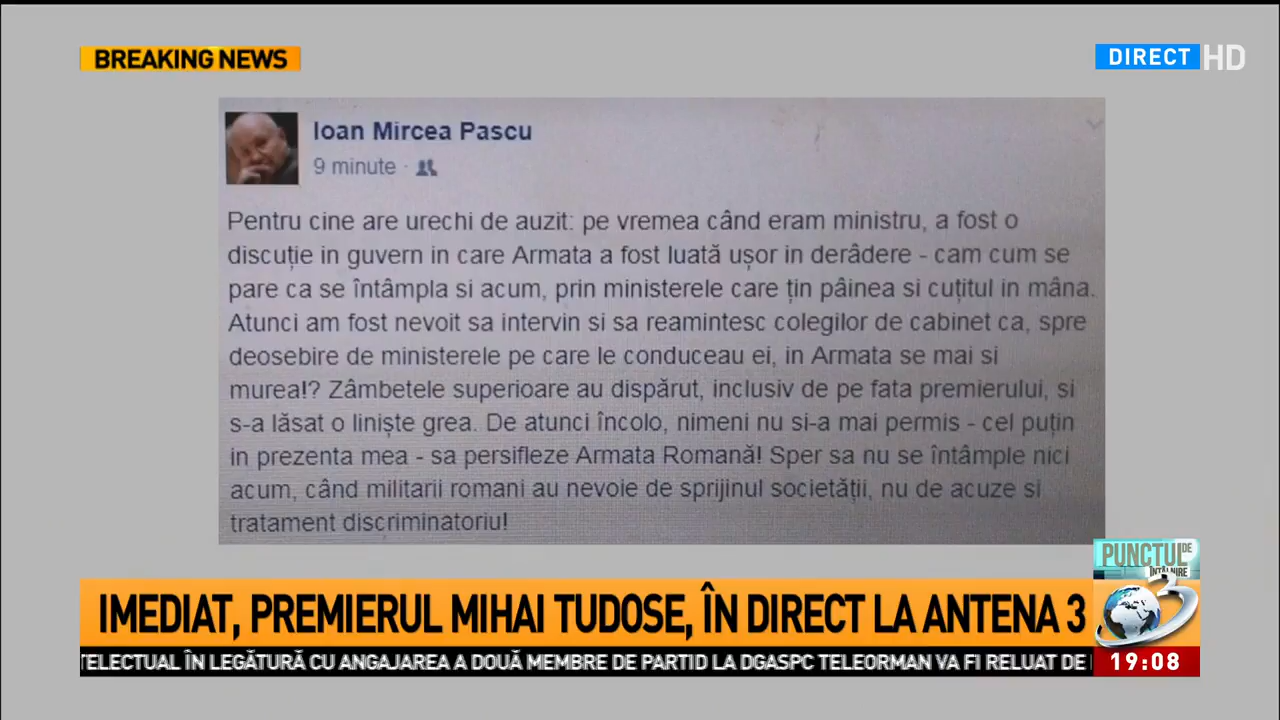 BREAKING NEWS
DIRECT HD
Ioan Mircea Pascu
9 minute ·
Pentru cine are urechi de auzit: pe vremea când eram ministru, a fost o
discuție in guvern in care Armata a fost luată ușor in derâdere - cam cum se
pare ca se întâmpla si acum, prin ministerele care țin pâinea si cuțitul in mâna.
Atunci am fost nevoit sa intervin si sa reamintesc colegilor de cabinet ca, spre
deosebire de ministerele pe care le conduceau ei, in Armata se mai si
murea!? Zâmbetele superioare au dispărut, inclusiv de pe fata premierului, si
s-a lăsat o liniște grea. De atunci încolo, nimeni nu si-a mai permis - cel puțin
in prezenta mea - sa persifleze Armata Română! Sper sa nu se întâmple nici
acum, când militarii romani au nevoie de sprijinul societății, nu de acuze si
tratament discriminatoriu!
PUNCTUL DE
ÎNTÂLNIRE
IMEDIAT, PREMIERUL MIHAI TUDOSE, ÎN DIRECT LA ANTENA 3
3
TELECTUAL ÎN LEGĂTURĂ CU ANGAJAREA A DOUĂ MEMBRE DE PARTID LA DGASPC TELEORMAN VA FI RELUAT DE
19:08